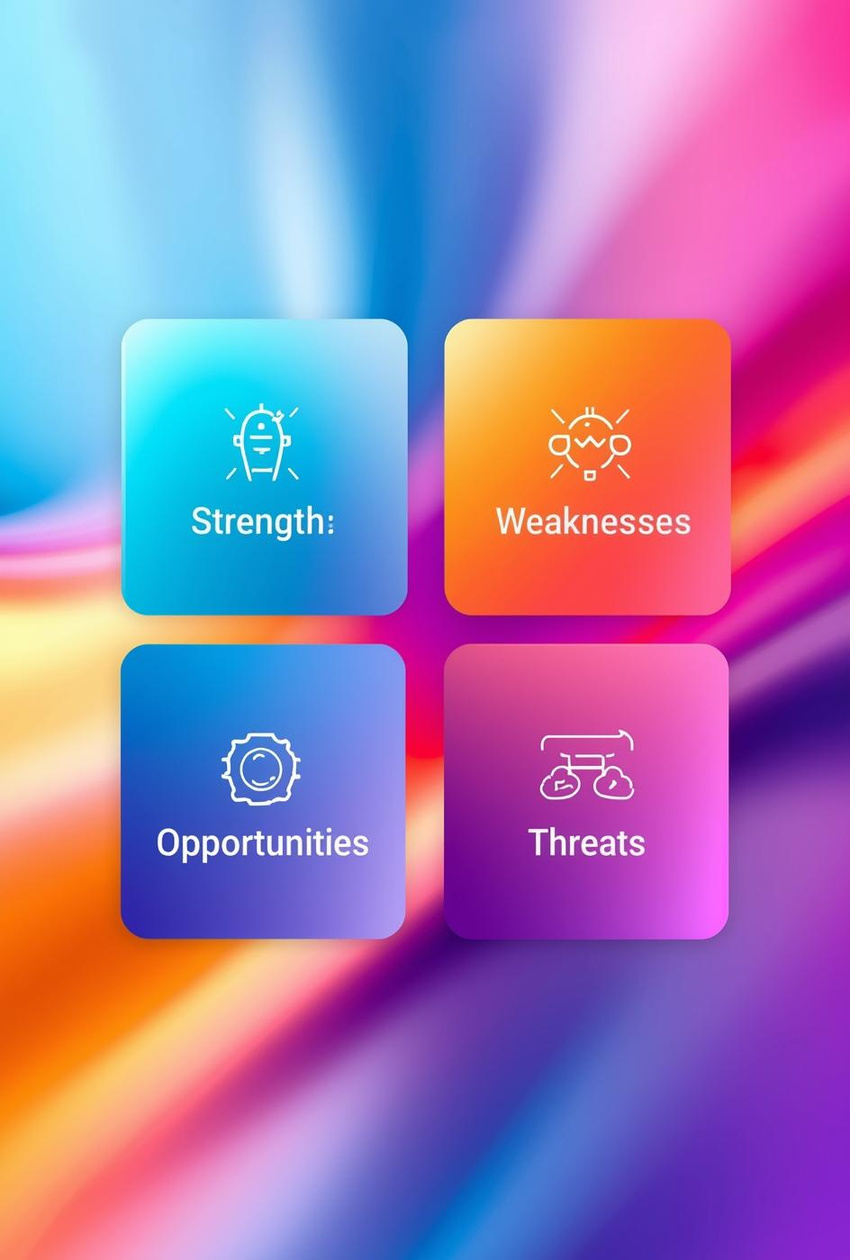 Strength:
Weaknesses
Opportunities
Threats